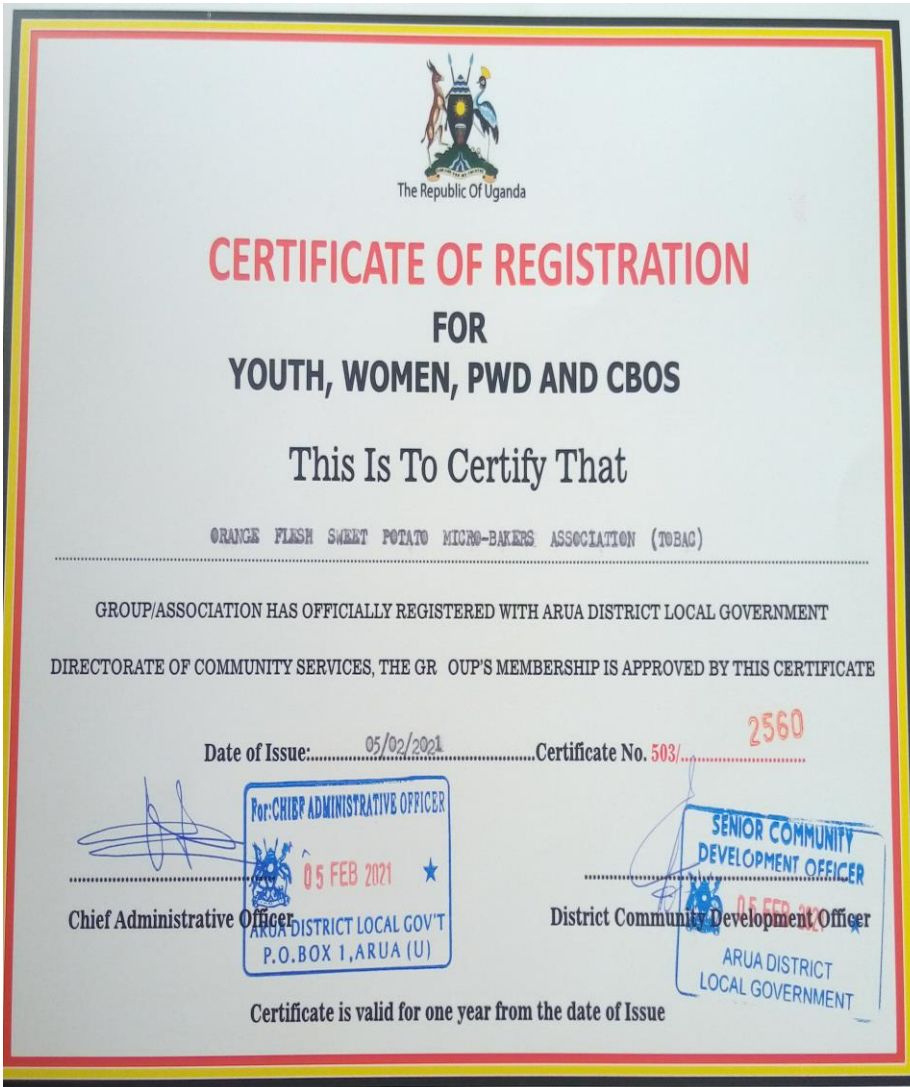 The Republic Of Uganda
CERTIFICATE OF REGISTRATION
FOR
YOUTH, WOMEN, PWD AND CBOS
This Is To Certify That
ORANGE FLESH SWEET POTATO MICRO-BAKERS ASSOCIATION (TOBAC)
GROUP/ASSOCIATION HAS OFFICIALLY REGISTERED WITH ARUA DISTRICT LOCAL GOVERNMENT
DIRECTORATE OF COMMUNITY SERVICES, THE GR OUP'S MEMBERSHIP IS APPROVED BY THIS CERTIFICATE
Date of Issue: 05/02/2021 Certificate No. 503/ 2560
For: CHIEF ADMINISTRATIVE OFFICER
05 FEB 2021
ARUA DISTRICT LOCAL GOV'T
P.O.BOX 1, ARUA (U)
Chief Administrative Officer
SENIOR COMMUNITY
DEVELOPMENT OFFICER
05 FEB 2021
ARUA DISTRICT
LOCAL GOVERNMENT
District Community Development Officer
Certificate is valid for one year from the date of Issue